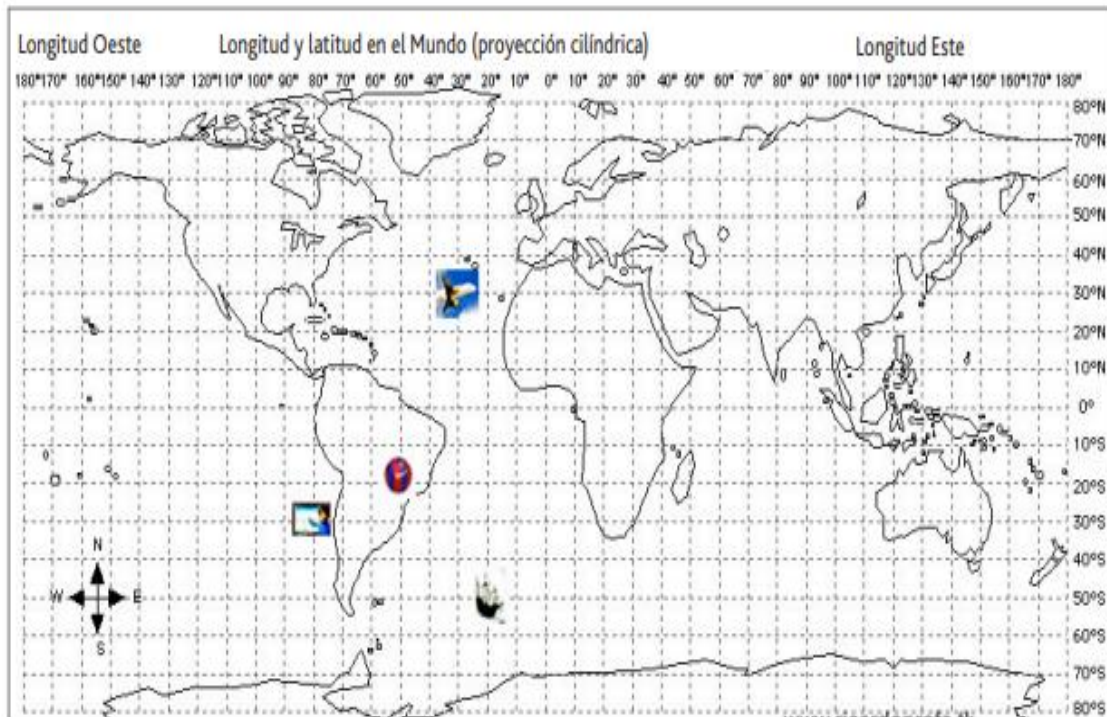 Longitud Oeste Longitud y latitud en el Mundo (proyección cilíndrica) Longitud Este
180° 170° 160° 150° 140° 130° 120° 110° 100° 90° 80° 70° 60° 50° 40° 30° 20° 10° 0° 10° 20° 30° 40° 50° 60° 70° 80° 90° 100° 110° 120° 130° 140° 150° 160° 170° 180°
80°N
70°N
60°N
50°N
40°N
30°N
20°N
10°N
0°
10°S
20°S
30°S
40°S
N
W E
50°S
S
60°S
70°S
80°S